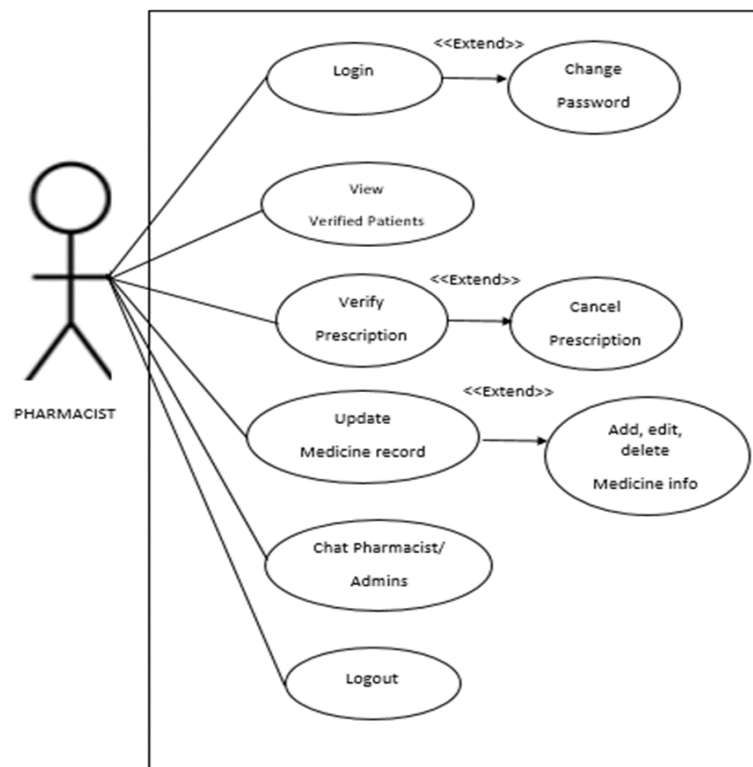 <<Extend>>
Login
Change
Password
View
Verified Patients
<<Extend>>
Verify
Prescription
Cancel
Prescription
PHARMACIST
<<Extend>>
Update
Medicine record
Add, edit,
delete
Medicine info
Chat Pharmacist/
Admins
Logout